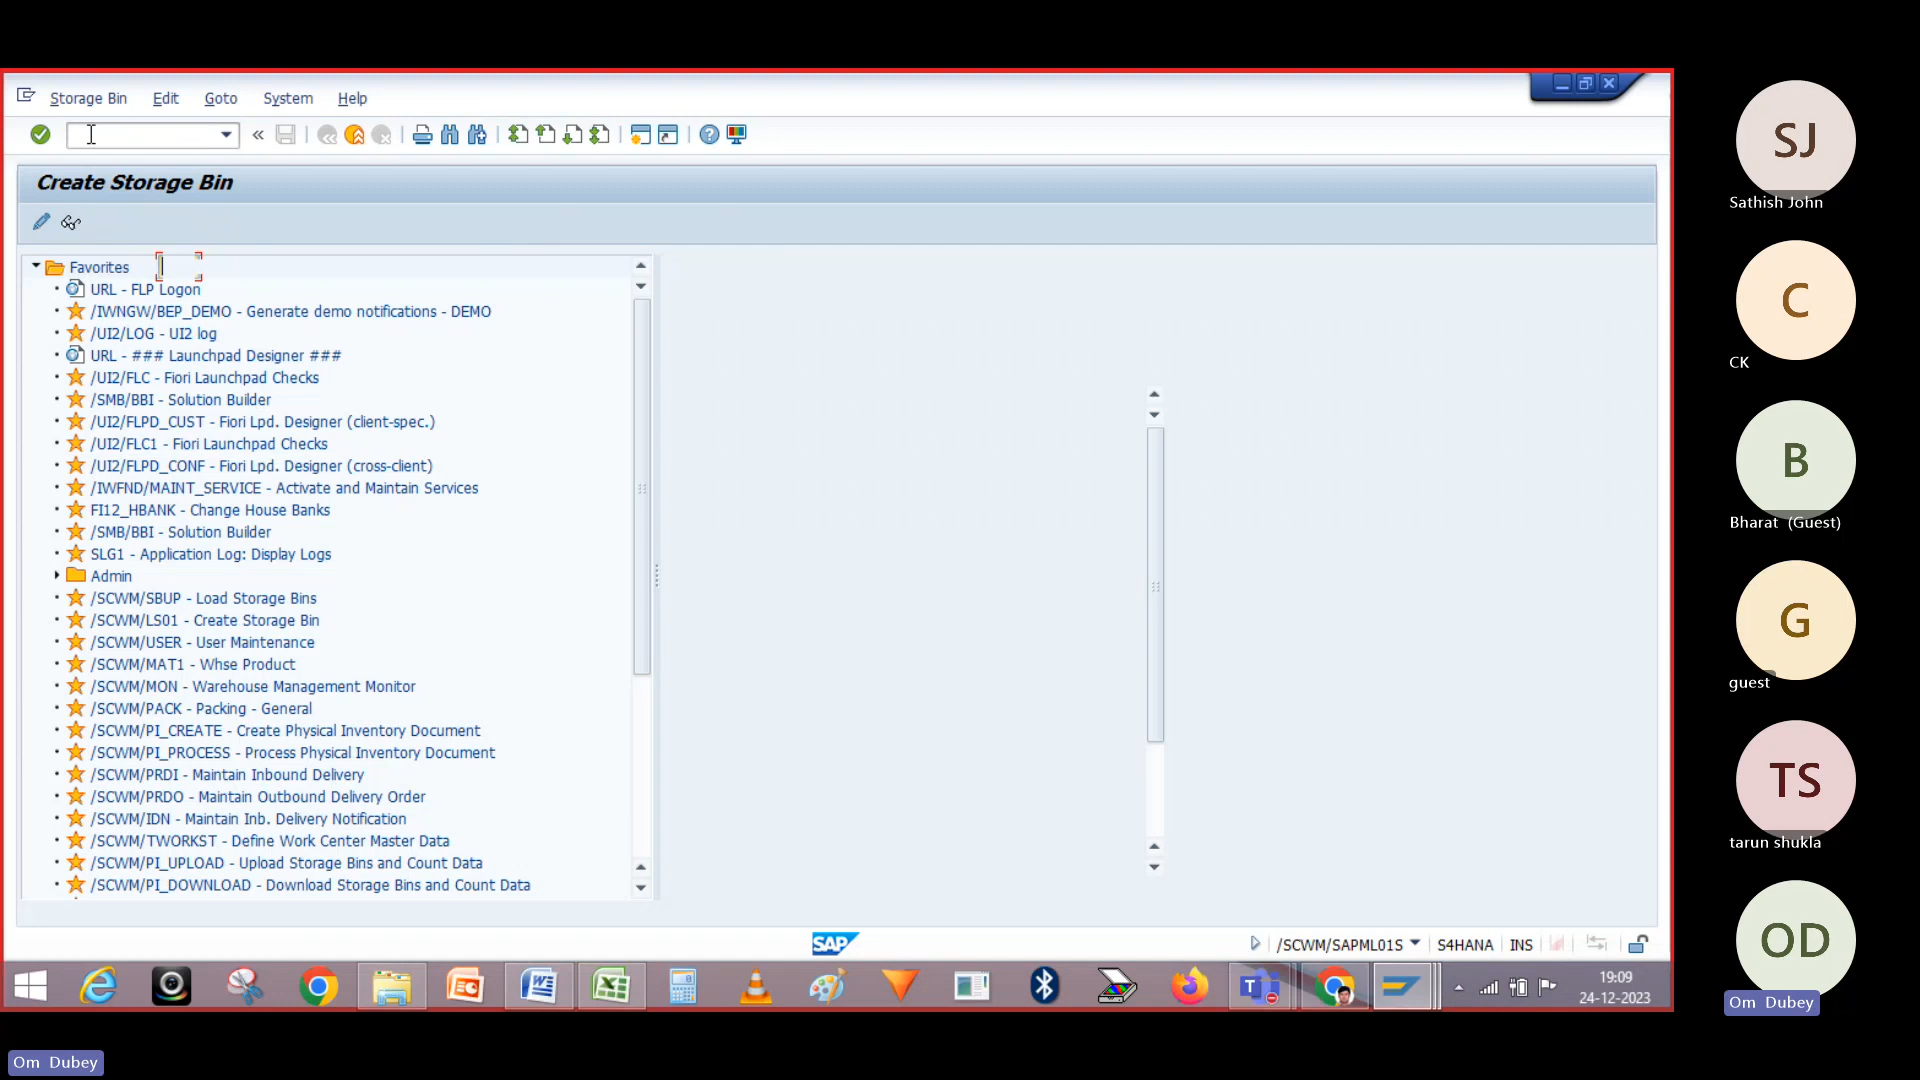 Storage Bin Edit Goto System Help
Create Storage Bin
Favorites
URL - FLP Logon
/IWNGW/BEP_DEMO - Generate demo notifications - DEMO
/UI2/LOG - UI2 log
URL - ### Launchpad Designer ###
/UI2/FLC - Fiori Launchpad Checks
/SMB/BBI - Solution Builder
/UI2/FLPD_CUST - Fiori Lpd. Designer (client-spec.)
/UI2/FLC1 - Fiori Launchpad Checks
/UI2/FLPD_CONF - Fiori Lpd. Designer (cross-client)
/IWFND/MAINT_SERVICE - Activate and Maintain Services
FI12_HBANK - Change House Banks
/SMB/BBI - Solution Builder
SLG1 - Application Log: Display Logs
Admin
/SCWM/SBUP - Load Storage Bins
/SCWM/LS01 - Create Storage Bin
/SCWM/USER - User Maintenance
/SCWM/MAT1 - Whse Product
/SCWM/MON - Warehouse Management Monitor
/SCWM/PACK - Packing - General
/SCWM/PI_CREATE - Create Physical Inventory Document
/SCWM/PI_PROCESS - Process Physical Inventory Document
/SCWM/PRDI - Maintain Inbound Delivery
/SCWM/PRDO - Maintain Outbound Delivery Order
/SCWM/IDN - Maintain Inb. Delivery Notification
/SCWM/TWORKST - Define Work Center Master Data
/SCWM/PI_UPLOAD - Upload Storage Bins and Count Data
/SCWM/PI_DOWNLOAD - Download Storage Bins and Count Data
SAP
/SCWM/SAPML01S S4HANA INS
19:09
24-12-2023
SJ
Sathish John
C
CK
B
Bharat (Guest)
G
guest
TS
tarun shukla
OD
Om Dubey
Om Dubey